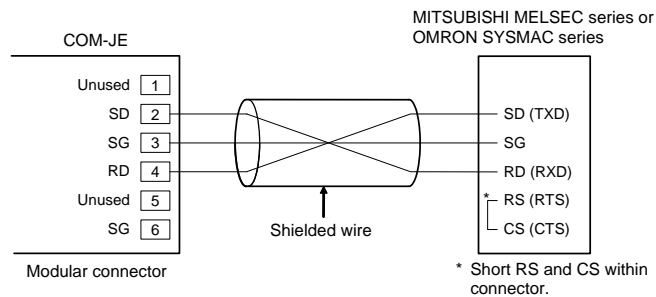 MITSUBISHI MELSEC series or
OMRON SYSMAC series
COM-JE
Unused 1
SD 2
SG 3
RD 4
Unused 5
SG 6
SD (TXD)
SG
RD (RXD)
* RS (RTS)
CS (CTS)
Shielded wire
Modular connector
* Short RS and CS within
connector.